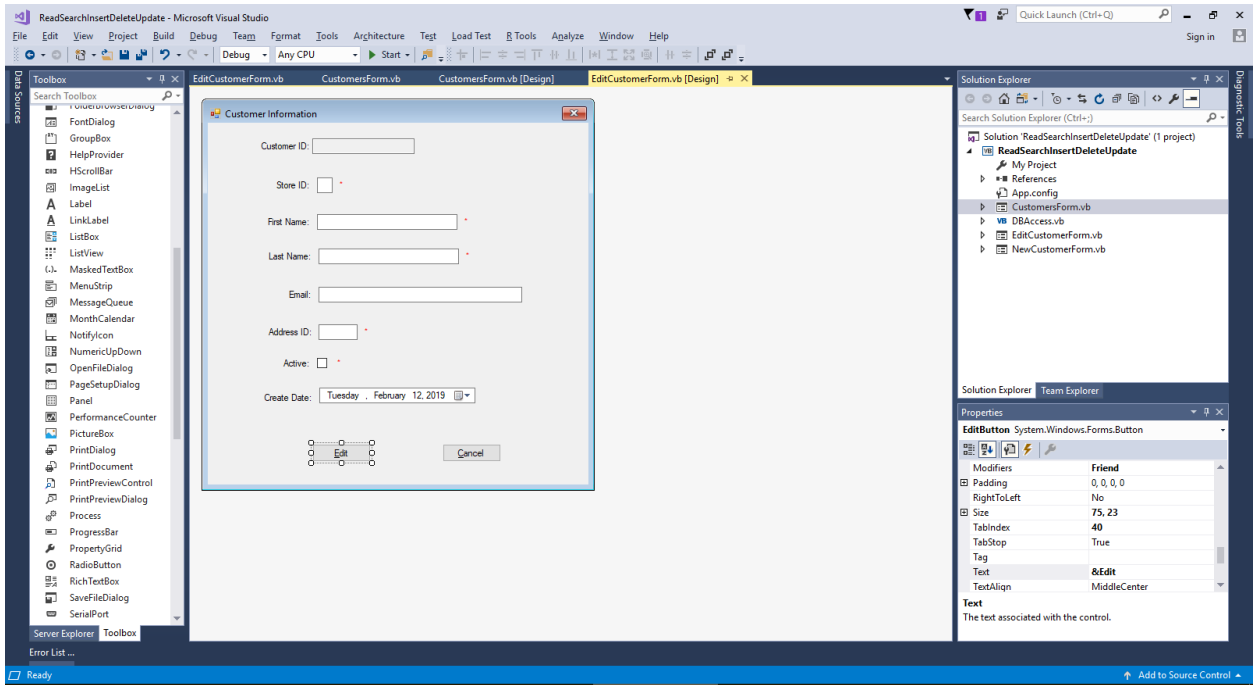 ReadSearchInsertDeleteUpdate - Microsoft Visual Studio
1
Quick Launch (Ctrl+Q)
File Edit View Project Build Debug Team Format Tools Architecture Test Load Test R Tools Analyze Window Help
Sign in
Debug Any CPU Start
Data Sources
Toolbox
Search Toolbox
FolderBrowserDialog
FontDialog
GroupBox
HelpProvider
HScrollBar
ImageList
Label
LinkLabel
ListBox
ListView
MaskedTextBox
MenuStrip
MessageQueue
MonthCalendar
NotifyIcon
NumericUpDown
OpenFileDialog
PageSetupDialog
Panel
PerformanceCounter
PictureBox
PrintDialog
PrintDocument
PrintPreviewControl
PrintPreviewDialog
Process
ProgressBar
PropertyGrid
RadioButton
RichTextBox
SaveFileDialog
SerialPort
Server Explorer Toolbox
EditCustomerForm.vb CustomersForm.vb CustomersForm.vb [Design] EditCustomerForm.vb [Design]
Customer Information
Customer ID:
Store ID: *
First Name: *
Last Name: *
Email:
Address ID: *
Active: *
Create Date: Tuesday , February 12, 2019
Edit Cancel
Solution Explorer
Search Solution Explorer (Ctrl+;)
Solution 'ReadSearchInsertDeleteUpdate' (1 project)
VB ReadSearchInsertDeleteUpdate
My Project
References
App.config
CustomersForm.vb
VB DBAccess.vb
EditCustomerForm.vb
NewCustomerForm.vb
Solution Explorer Team Explorer
Properties
EditButton System.Windows.Forms.Button
Modifiers Friend
Padding 0, 0, 0, 0
RightToLeft No
Size 75, 23
TabIndex 40
TabStop True
Tag
Text &Edit
TextAlign MiddleCenter
Text
The text associated with the control.
Diagnostic Tools
Error List ...
Ready
Add to Source Control